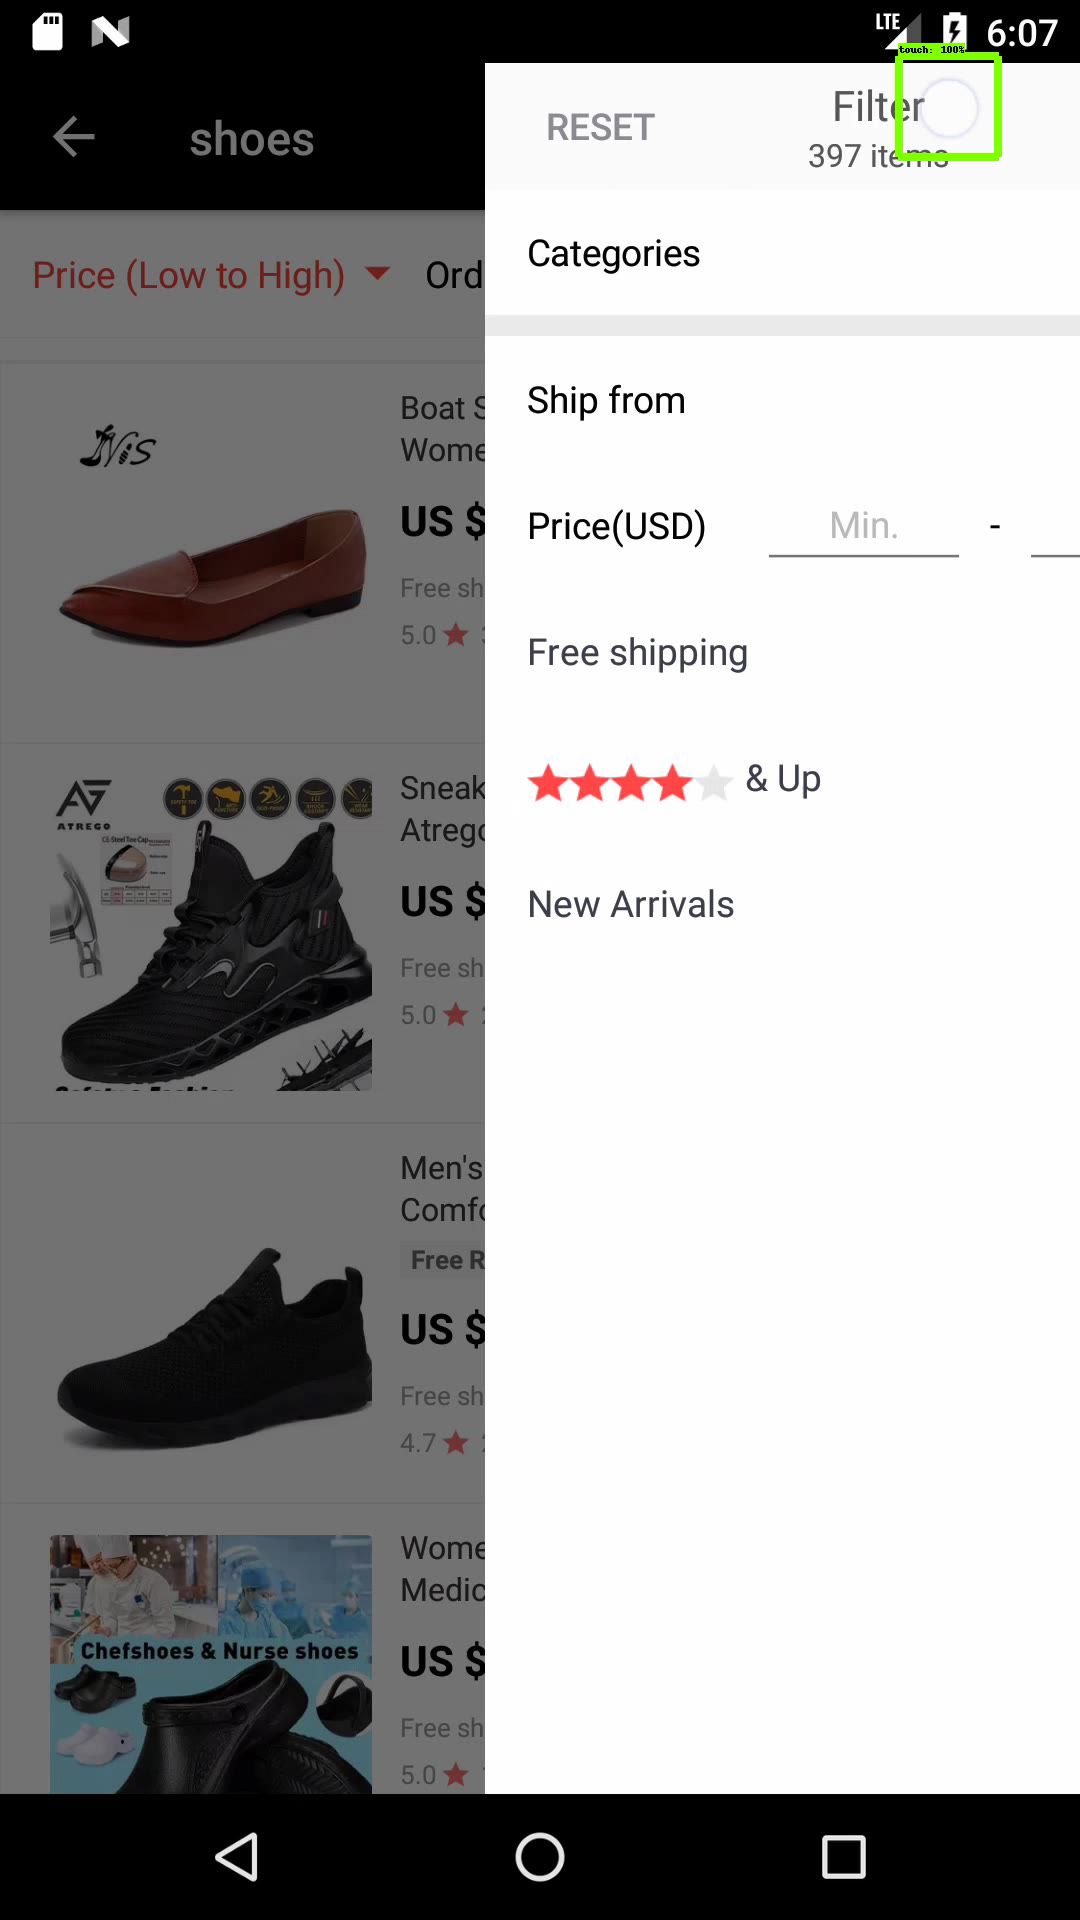 LTE 6:07
touch: 100%
shoes
RESET
Filter
397 items
Categories
Price (Low to High)
Ord
Ship from
Price(USD) Min. -
Free shipping
& Up
New Arrivals
Boat S
Wome
US $
Free sh
5.0
NiS
ATREGO
Sneak
Atrego
US $
Free sh
5.0
Men's
Comfo
Free R
US $
Free sh
4.7
Wome
Medic
US $
Free sh
5.0
Chefshoes & Nurse shoes